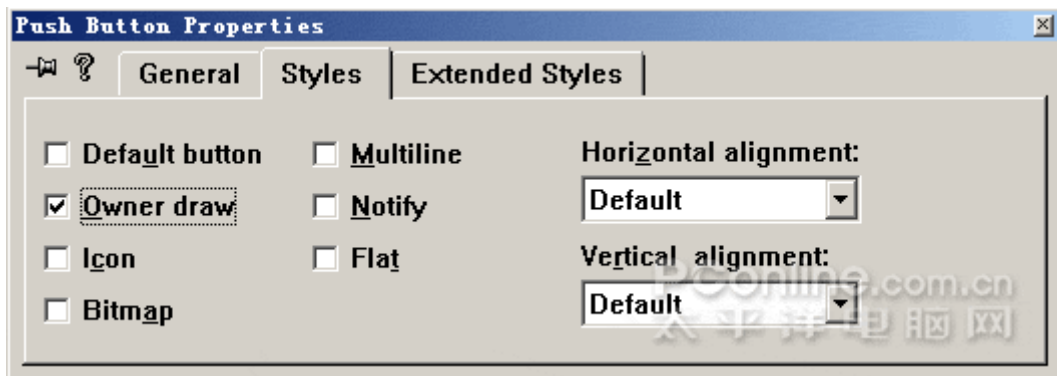 Push Button Properties
General Styles Extended Styles
Default button Multiline Horizontal alignment:
Owner draw Notify Default
Icon Flat Vertical alignment:
Bitmap Default
PConline.com.cn
太平洋电脑网